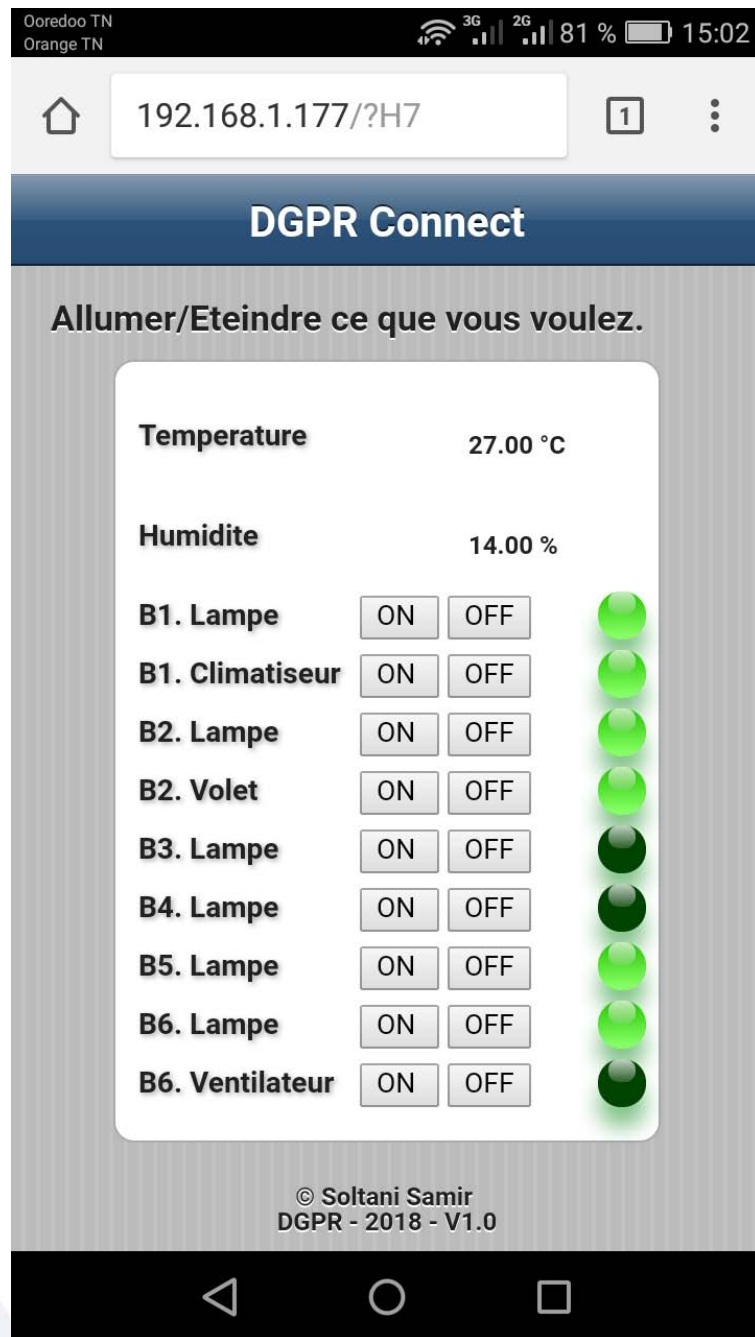 Ooredoo TN
Orange TN
3G 2G 81 % 15:02
192.168.1.177/?H7 1
DGPR Connect
Allumer/Eteindre ce que vous voulez.
Temperature 27.00 °C
Humidite 14.00 %
B1. Lampe ON OFF
B1. Climatiseur ON OFF
B2. Lampe ON OFF
B2. Volet ON OFF
B3. Lampe ON OFF
B4. Lampe ON OFF
B5. Lampe ON OFF
B6. Lampe ON OFF
B6. Ventilateur ON OFF
© Soltani Samir
DGPR - 2018 - V1.0